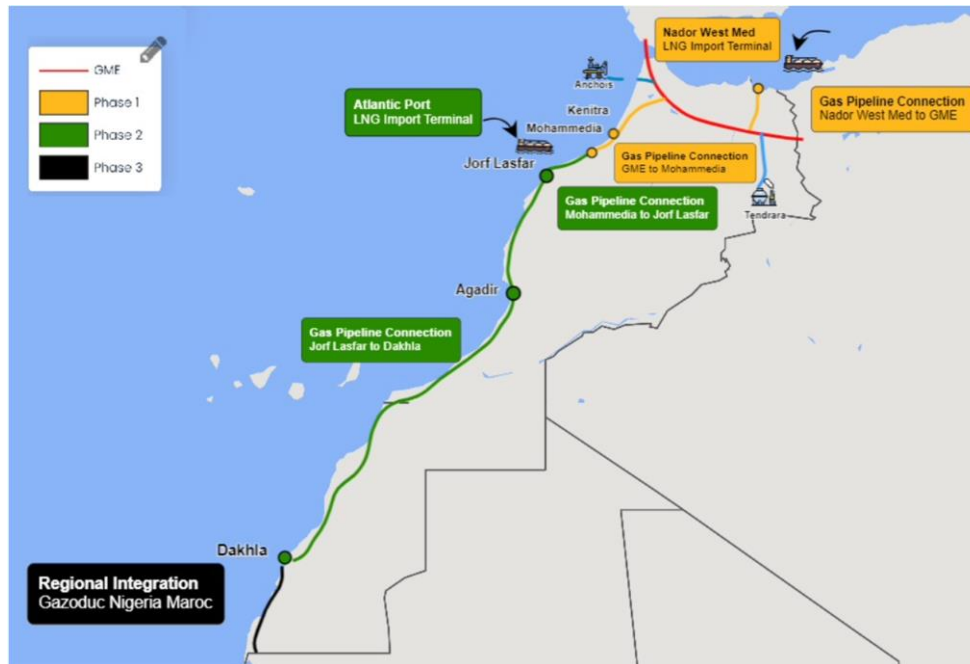 GME
Phase 1
Phase 2
Phase 3
Nador West Med
LNG Import Terminal
Anchois
Gas Pipeline Connection
Nador West Med to GME
Atlantic Port
LNG Import Terminal
Kenitra
Mohammedia
Jorf Lasfar
Gas Pipeline Connection
GME to Mohammedia
Gas Pipeline Connection
Mohammedia to Jorf Lasfar
Tendrara
Agadir
Gas Pipeline Connection
Jorf Lasfar to Dakhla
Dakhla
Regional Integration
Gazoduc Nigeria Maroc